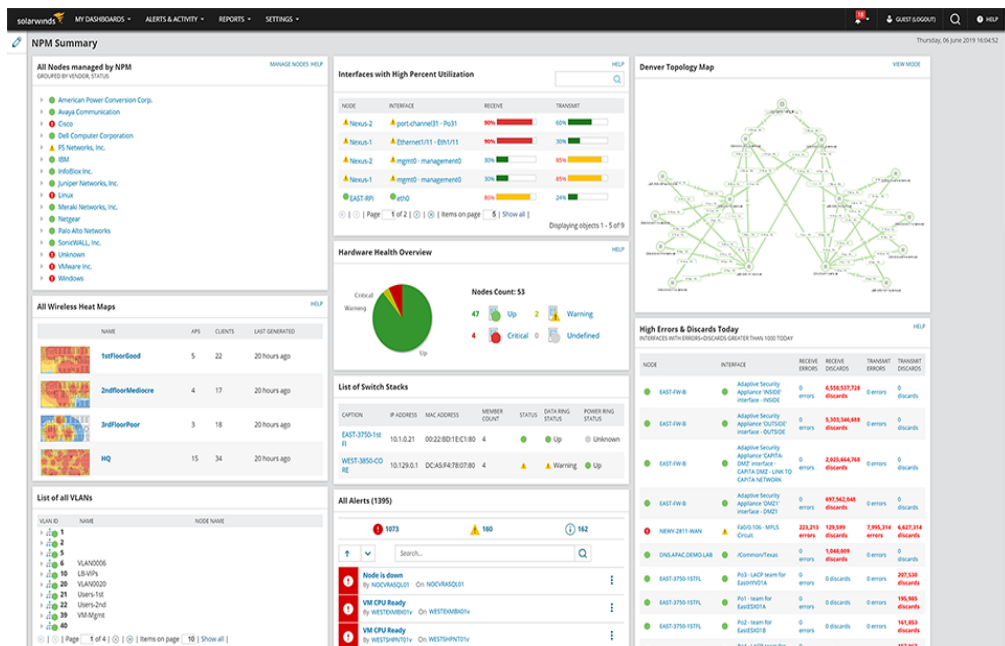 solarwinds
MY DASHBOARDS
ALERTS & ACTIVITY
REPORTS
SETTINGS
18
GUEST (LOGOUT)
HELP
NPM Summary
Thursday, 06 June 2019 16:04:52
All Nodes managed by NPM
MANAGE NODES HELP
GROUPED BY VENDOR, STATUS
American Power Conversion Corp.
Avaya Communication
Cisco
Dell Computer Corporation
F5 Networks, Inc.
IBM
InfoBlox Inc.
Juniper Networks, Inc.
Linux
Meraki Networks, Inc.
Netgear
Palo Alto Networks
SonicWALL, Inc.
Unknown
VMware Inc.
Windows
All Wireless Heat Maps
HELP
NAME APS CLIENTS LAST GENERATED
1stFloorGood 5 22 20 hours ago
2ndfloorMediocre 4 17 20 hours ago
3rdFloorPoor 3 18 20 hours ago
HQ 15 34 20 hours ago
List of all VLANs
VLAN ID NAME NODE NAME
1
2
5
6 VLAN0006
10 LB-VIPs
20 VLAN0020
21 Users-1st
22 Users-2nd
39 VM-Mgmt
40
Page 1 of 4 | Items on page 10 | Show all |
Interfaces with High Percent Utilization
HELP
NODE INTERFACE RECEIVE TRANSMIT
Nexus-2 port-channel31 - Po31 90% 60%
Nexus-1 Ethernet1/11 - Eth1/11 90% 30%
Nexus-2 mgmt0 - management0 30% 85%
Nexus-1 mgmt0 - management0 30% 85%
EAST-RPi eth0 86% 24%
Page 1 of 2 | Items on page 5 | Show all |
Displaying objects 1 - 5 of 9
Hardware Health Overview
HELP
Critical
Warning
Up
Nodes Count: 53
47 Up 2 Warning
4 Critical 0 Undefined
List of Switch Stacks
CAPTION IP ADDRESS MAC ADDRESS MEMBER COUNT STATUS DATA RING STATUS POWER RING STATUS
EAST-3750-1st Fl 10.1.0.21 00:22:BD:1E:C1:80 4 Up Unknown
WEST-3850-CORE 10.129.0.1 DC:A5:F4:78:07:80 4 Warning Up
All Alerts (1395)
1073
160
162
Search...
Node is down
By NOCVRASQL01 On NOCVRASQL01
VM CPU Ready
By WESTEXMBX01v On WESTEXMBX01v
VM CPU Ready
By WESTSHPNT01v On WESTSHPNT01v
Denver Topology Map
VIEW MODE
High Errors & Discards Today
HELP
INTERFACES WITH ERRORS+DISCARDS GREATER THAN 1000 TODAY
NODE INTERFACE RECEIVE ERRORS RECEIVE DISCARDS TRANSMIT ERRORS TRANSMIT DISCARDS
EAST-FW-B Adaptive Security Appliance 'INSIDE' interface - INSIDE 0 errors 6,558,537,728 discards 0 errors 0 discards
EAST-FW-B Adaptive Security Appliance 'OUTSIDE' interface - OUTSIDE 0 errors 5,303,346,688 discards 0 errors 0 discards
EAST-FW-B Adaptive Security Appliance 'CAPITA-DMZ' interface - CAPITA DMZ - LINK TO CAPITA NETWORK 0 errors 2,025,664,768 discards 0 errors 0 discards
EAST-FW-B Adaptive Security Appliance 'DMZ1' interface - DMZ1 0 errors 697,562,048 discards 0 errors 0 discards
NEWY-2811-WAN Fa0/0.106 - MPLS Circuit 223,213 errors 129,599 discards 7,995,314 errors 6,627,314 discards
DNS.APAC.DEMO.LAB /Common/Texas 0 errors 1,040,009 discards 0 errors 0 discards
EAST-3750-1STFL Po3 - LACP team for EastHYV01A 0 errors 0 discards 0 errors 207,538 discards
EAST-3750-1STFL Po1 - team for EastESX01A 0 errors 0 discards 0 errors 195,985 discards
EAST-3750-1STFL Po2 - team for EastESX01B 0 errors 0 discards 0 errors 161,853 discards